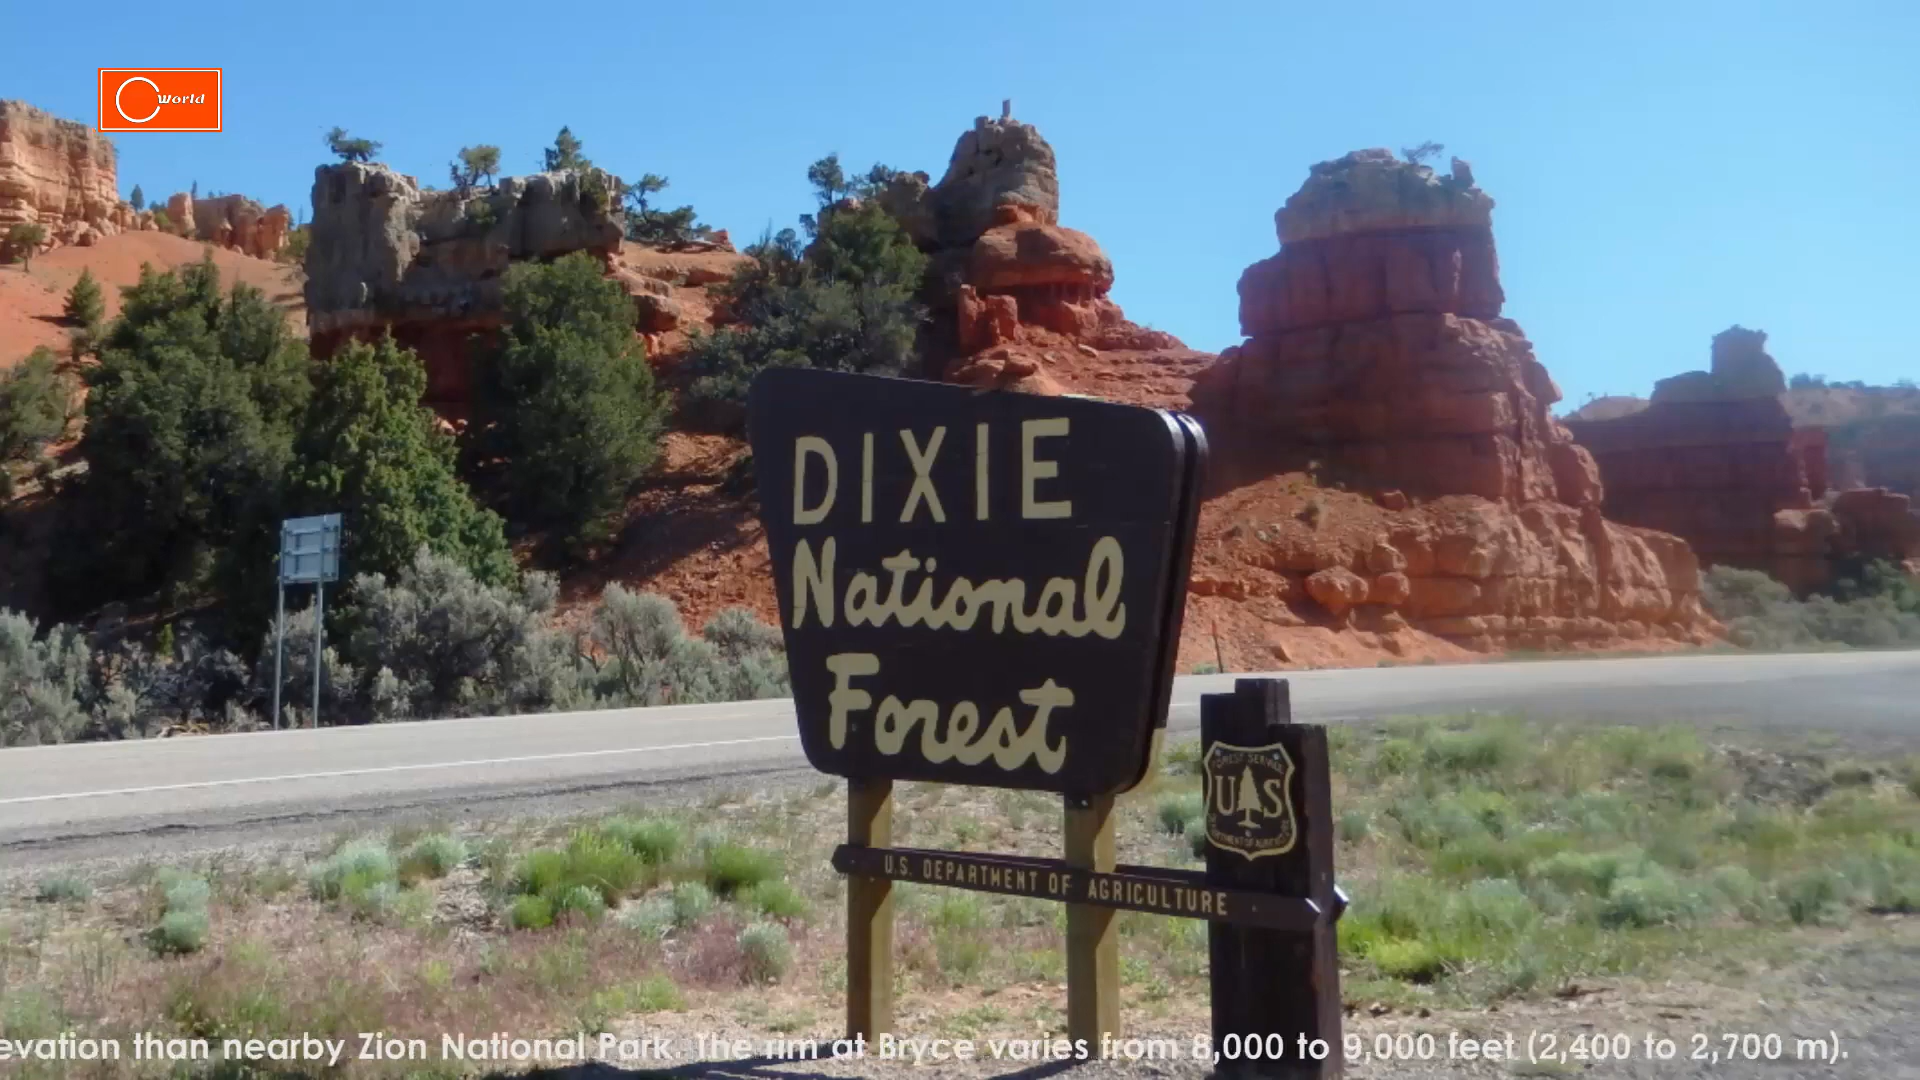 World
DIXIE
National
Forest
FOREST SERVICE
US
DEPARTMENT OF AGRICULTURE
U.S. DEPARTMENT OF AGRICULTURE
evation than nearby Zion National Park. The rim at Bryce varies from 8,000 to 9,000 feet (2,400 to 2,700 m).